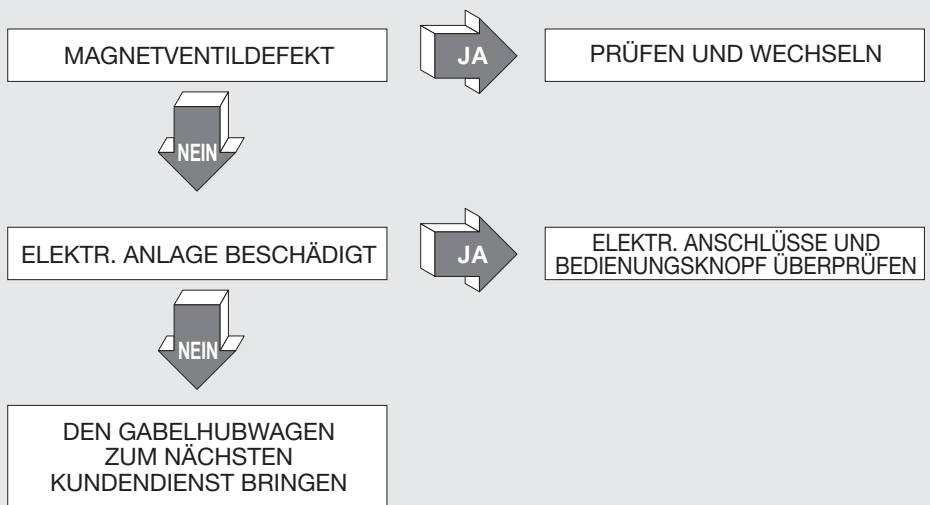 MAGNETVENTILDEFEKT
JA
PRÜFEN UND WECHSELN
NEIN
ELEKTR. ANLAGE BESCHÄDIGT
JA
ELEKTR. ANSCHLÜSSE UND
BEDIENUNGSKNOPF ÜBERPRÜFEN
NEIN
DEN GABELHUBWAGEN
ZUM NÄCHSTEN
KUNDENDIENST BRINGEN